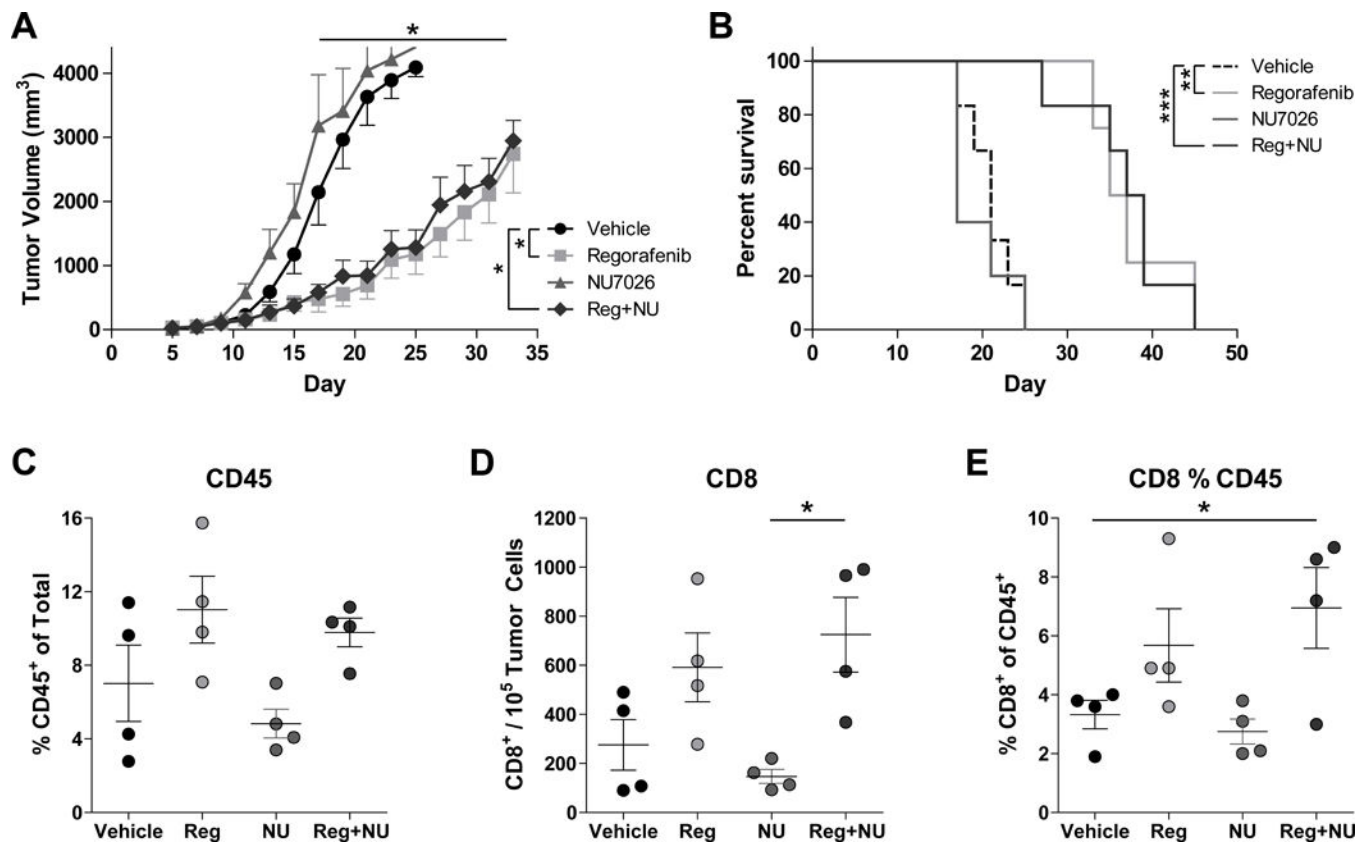 A
Tumor Volume (mm³)
4000
3000
2000
1000
0
0 5 10 15 20 25 30 35
Day
*
Vehicle
Regorafenib
NU7026
Reg+NU
*
*
B
Percent survival
100
80
60
40
20
0
0 10 20 30 40 50
Day
Vehicle
Regorafenib
NU7026
Reg+NU
**
***
C
CD45
% CD45⁺ of Total
16
12
8
4
0
Vehicle Reg NU Reg+NU
D
CD8
CD8⁺ / 10⁵ Tumor Cells
1200
1000
800
600
400
200
0
*
Vehicle Reg NU Reg+NU
E
CD8 % CD45
% CD8⁺ of CD45⁺
10
8
6
4
2
0
*
Vehicle Reg NU Reg+NU